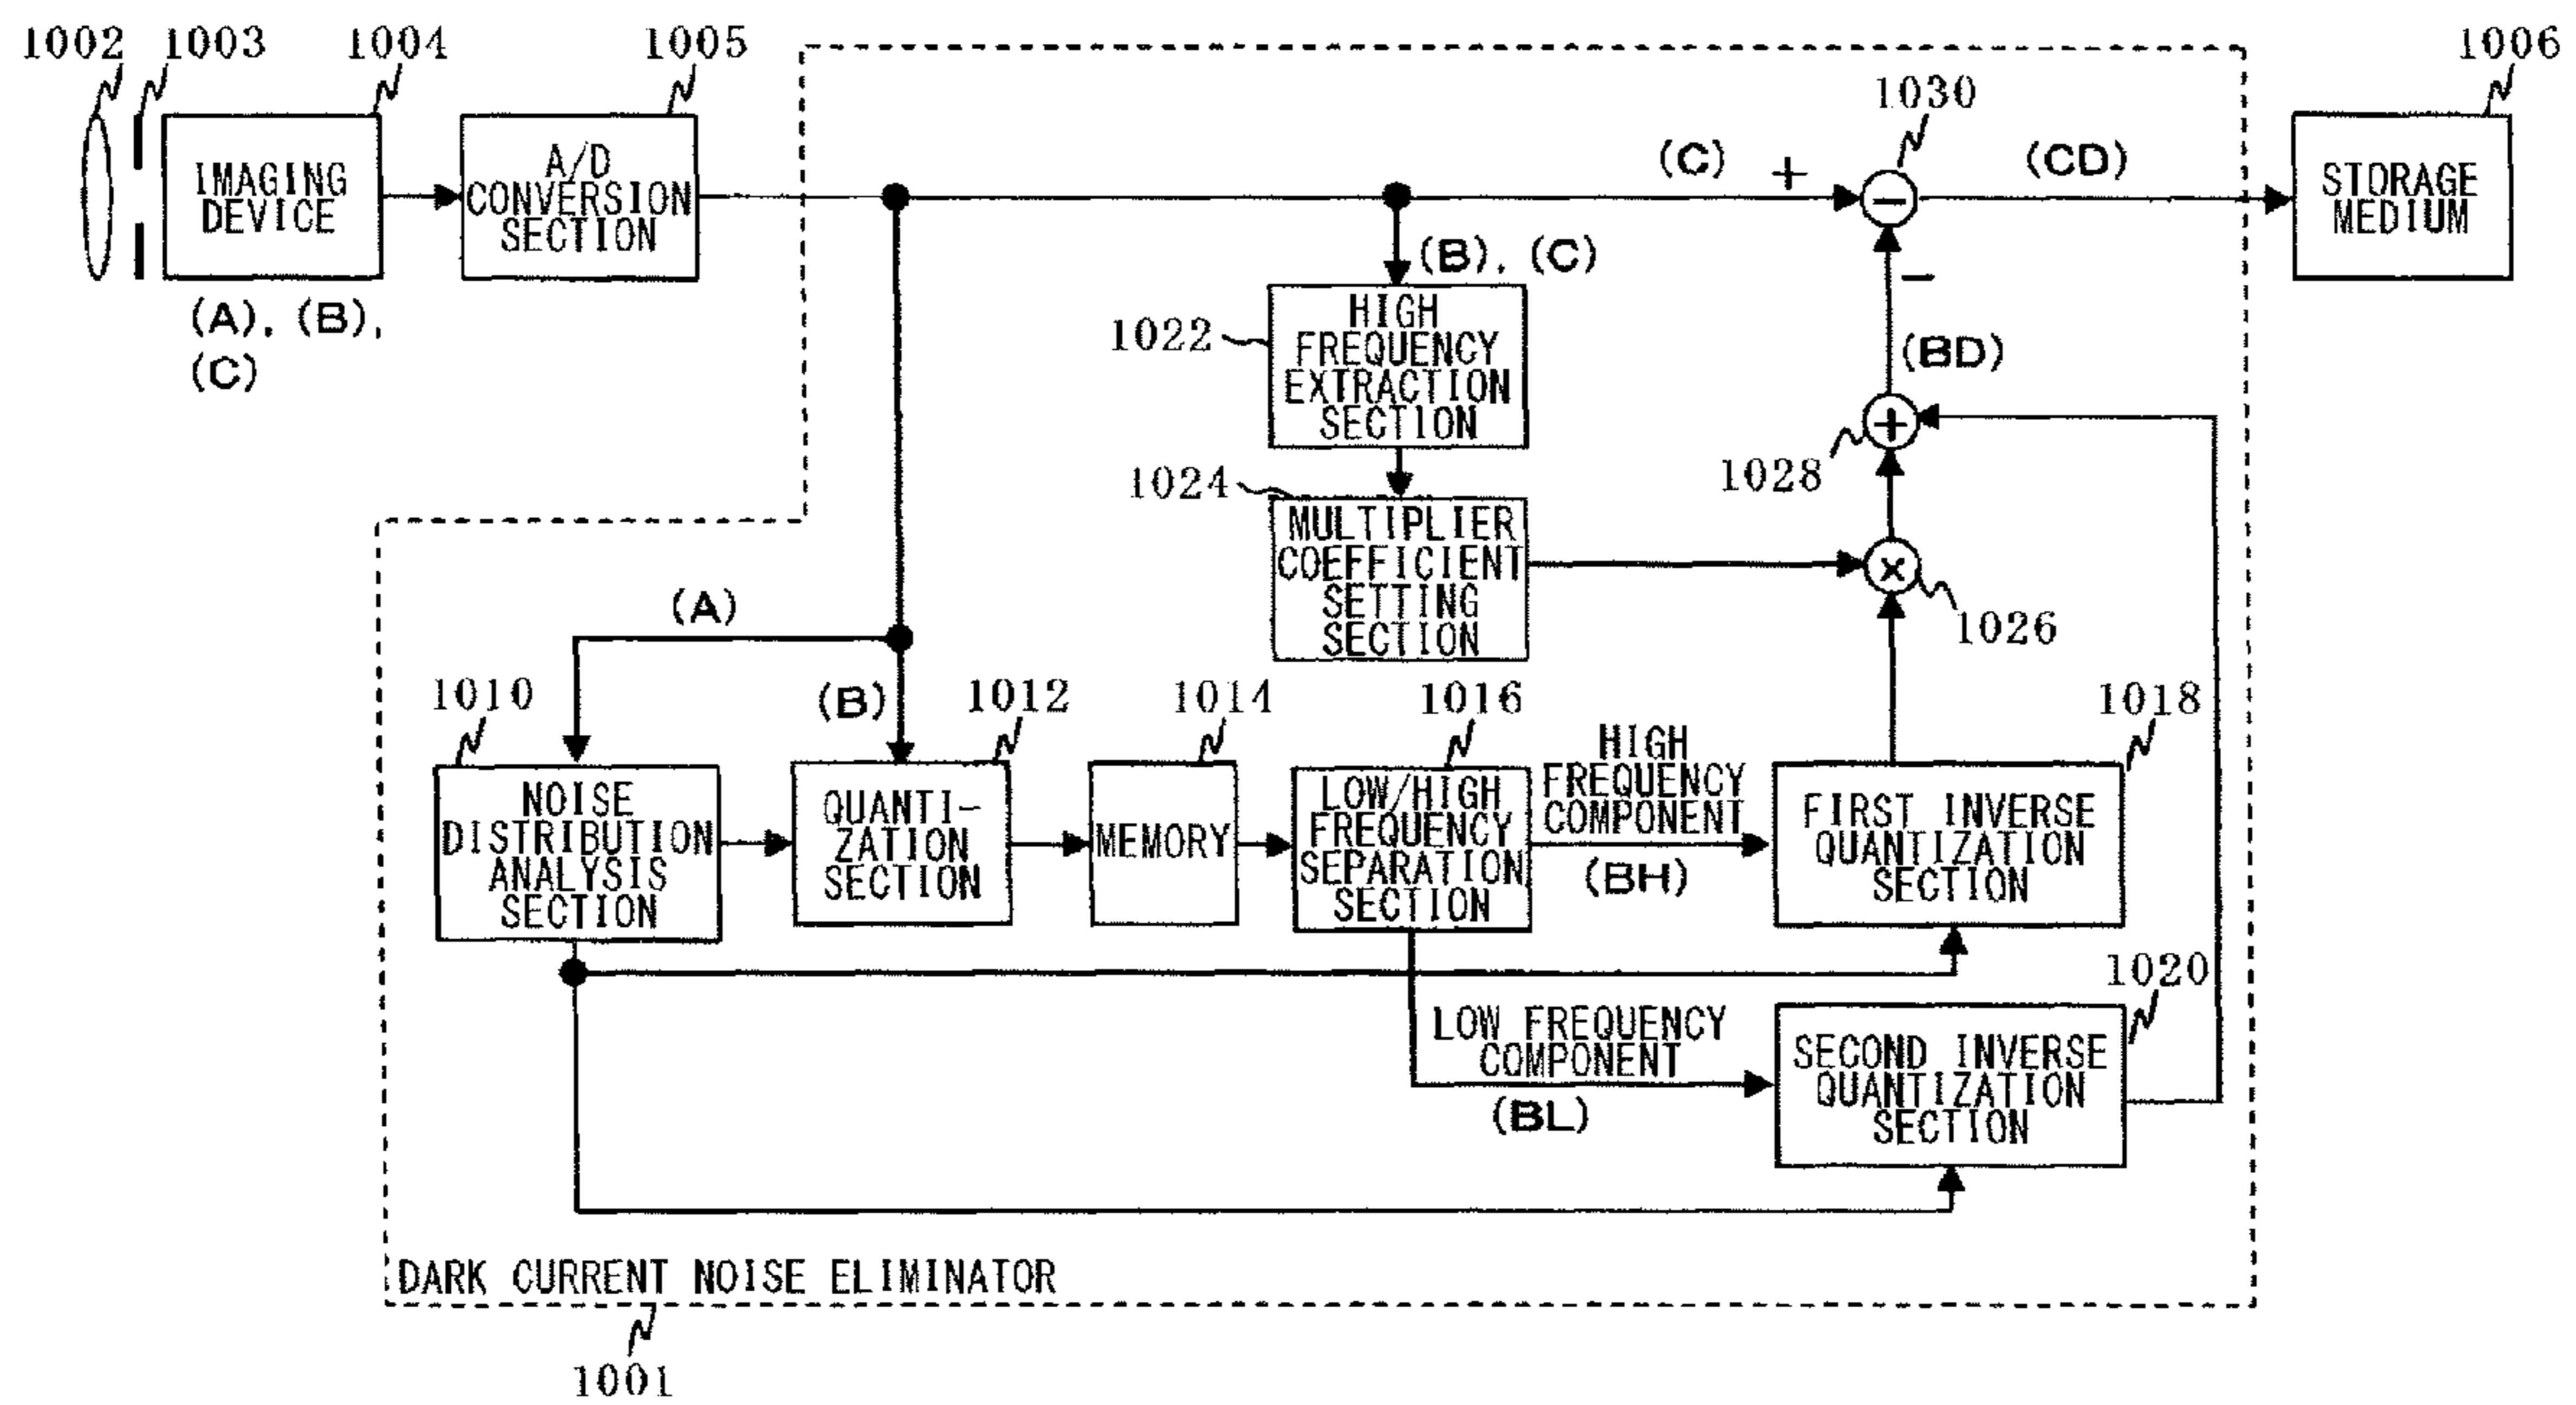 1002
1003
1004
1005
1006
1030
IMAGING
DEVICE
A/D
CONVERSION
SECTION
(C)
+
−
(CD)
STORAGE
MEDIUM
(A), (B),
(C)
(B), (C)
−
1022
HIGH
FREQUENCY
EXTRACTION
SECTION
(BD)
+
1028
1024
MULTIPLIER
COEFFICIENT
SETTING
SECTION
×
1026
(A)
(B)
1010
NOISE
DISTRIBUTION
ANALYSIS
SECTION
1012
QUANTI-
ZATION
SECTION
1014
MEMORY
1016
LOW/HIGH
FREQUENCY
SEPARATION
SECTION
HIGH
FREQUENCY
COMPONENT
(BH)
1018
FIRST INVERSE
QUANTIZATION
SECTION
LOW FREQUENCY
COMPONENT
(BL)
1020
SECOND INVERSE
QUANTIZATION
SECTION
DARK CURRENT NOISE ELIMINATOR
1001